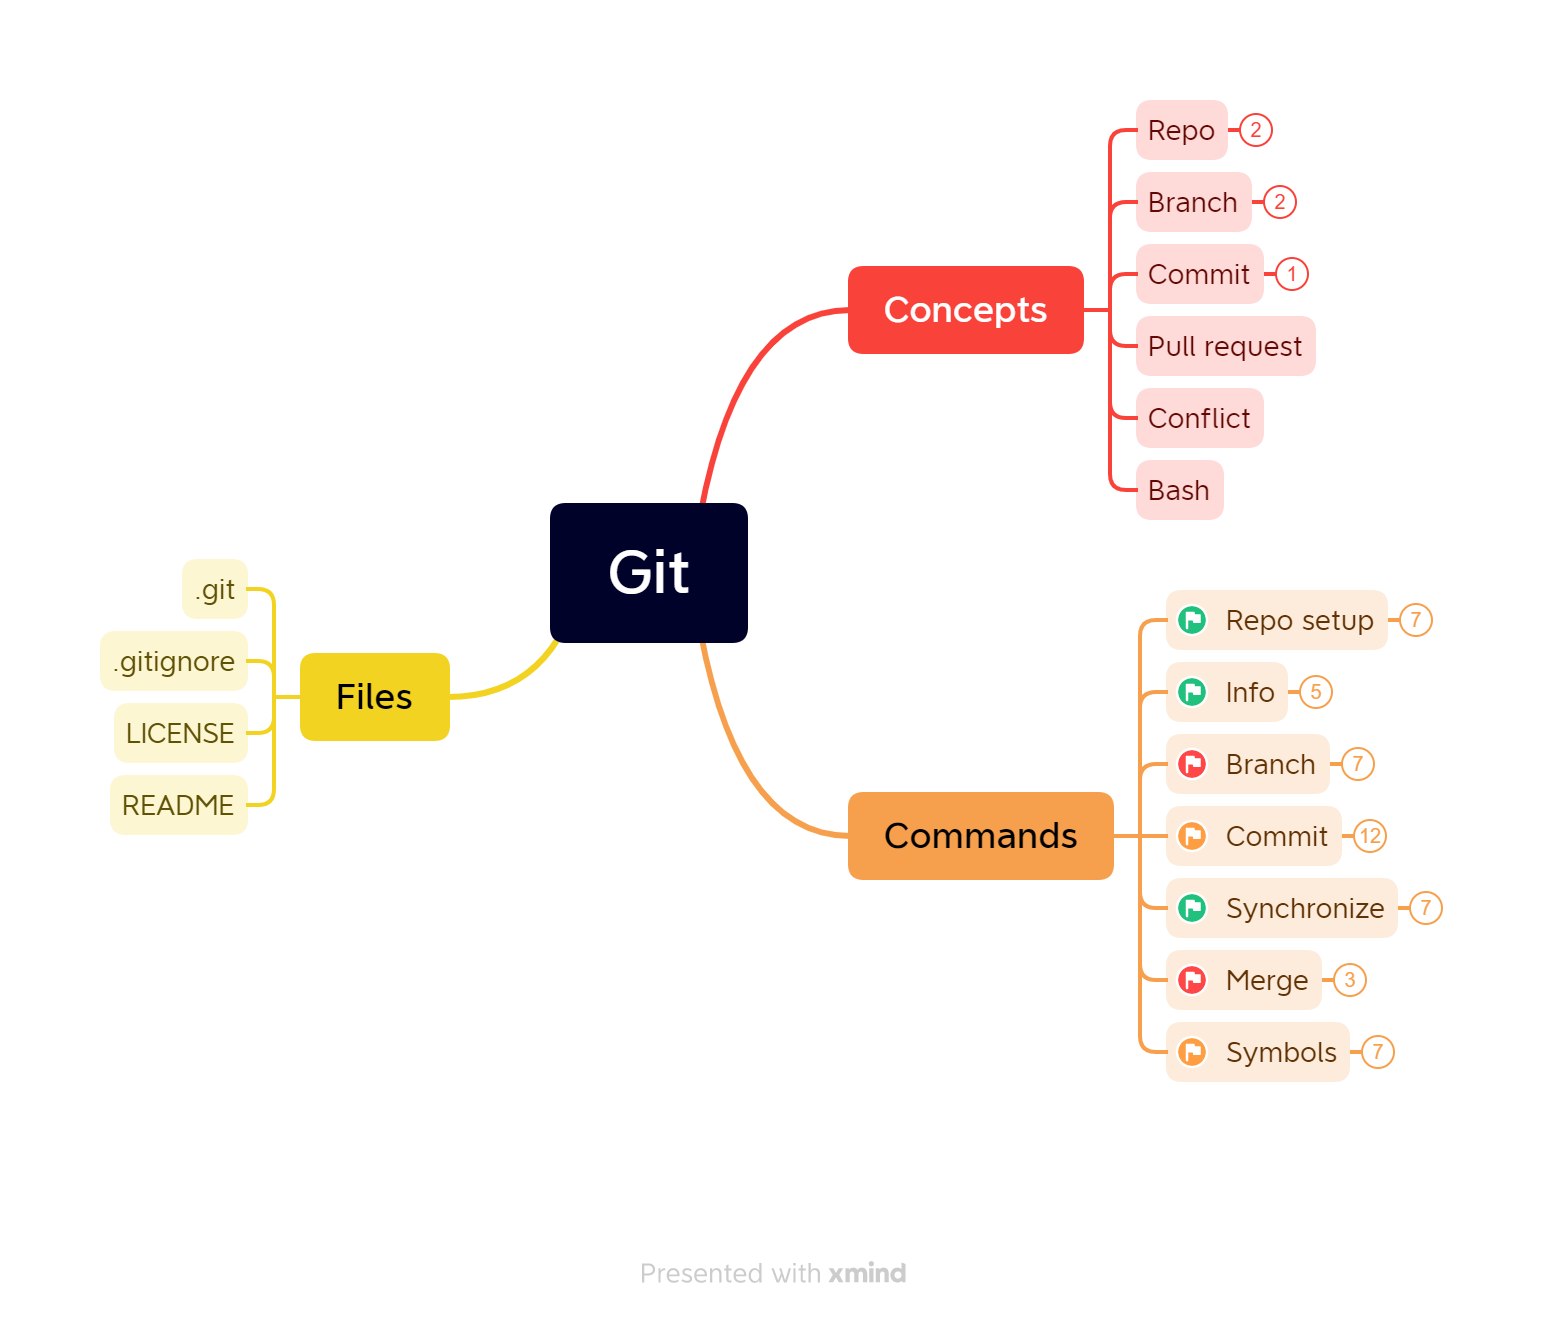 Git
Concepts
Repo 2
Branch 2
Commit 1
Pull request
Conflict
Bash
Commands
Repo setup 7
Info 5
Branch 7
Commit 12
Synchronize 7
Merge 3
Symbols 7
Files
.git
.gitignore
LICENSE
README
Presented with xmind